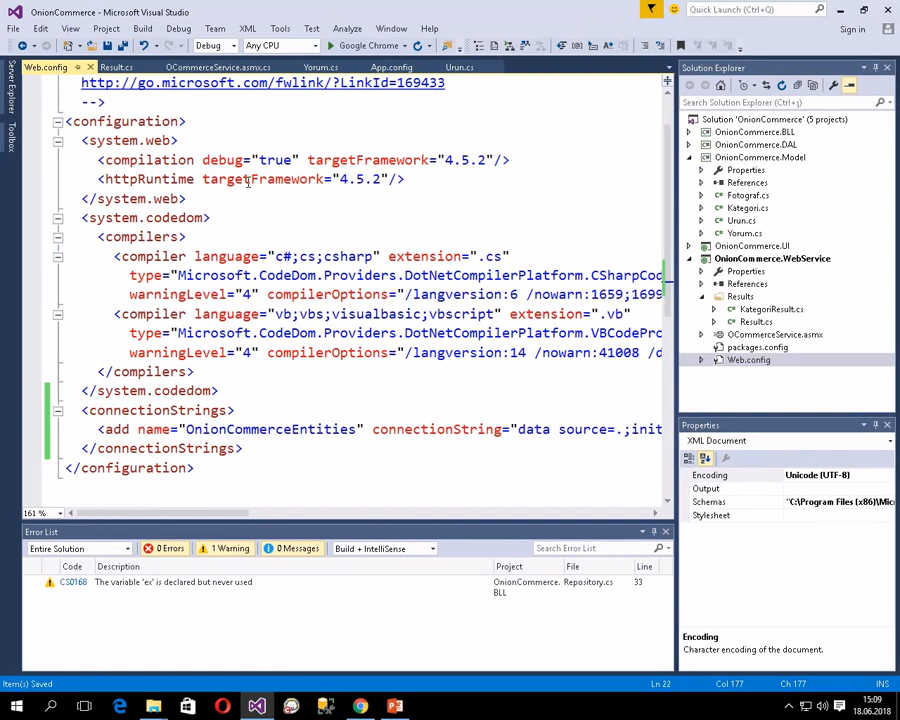 OnionCommerce - Microsoft Visual Studio
Quick Launch (Ctrl+Q)
File Edit View Project Build Debug Team XML Tools Test Analyze Window Help
Sign in
Debug Any CPU Google Chrome
Server Explorer
Toolbox
Web.config Result.cs OCommerceService.asmx.cs Yorum.cs App.config Urun.cs
http://go.microsoft.com/fwlink/?LinkId=169433
-->
<configuration>
<system.web>
<compilation debug="true" targetFramework="4.5.2"/>
<httpRuntime targetFramework="4.5.2"/>
</system.web>
<system.codedom>
<compilers>
<compiler language="c#;cs;csharp" extension=".cs"
type="Microsoft.CodeDom.Providers.DotNetCompilerPlatform.CSharpCod
warningLevel="4" compilerOptions="/langversion:6 /nowarn:1659;1699
<compiler language="vb;vbs;visualbasic;vbscript" extension=".vb"
type="Microsoft.CodeDom.Providers.DotNetCompilerPlatform.VBCodePro
warningLevel="4" compilerOptions="/langversion:14 /nowarn:41008 /d
</compilers>
</system.codedom>
<connectionStrings>
<add name="OnionCommerceEntities" connectionString="data source=.;init
</connectionStrings>
</configuration>
161 %
Solution Explorer
Search Solution Explorer (Ctrl+ş)
Solution 'OnionCommerce' (5 projects)
OnionCommerce.BLL
OnionCommerce.DAL
OnionCommerce.Model
Properties
References
Fotograf.cs
Kategori.cs
Urun.cs
Yorum.cs
OnionCommerce.UI
OnionCommerce.WebService
Properties
References
Results
KategoriResult.cs
Result.cs
OCommerceService.asmx
packages.config
Web.config
Properties
XML Document
Encoding Unicode (UTF-8)
Output
Schemas "C:\Program Files (x86)\Micr
Stylesheet
Encoding
Character encoding of the document.
Error List
Entire Solution 0 Errors 1 Warning 0 Messages Build + IntelliSense Search Error List
Code Description Project File Line
CS0168 The variable 'ex' is declared but never used OnionCommerce. Repository.cs 33
BLL
Item(s) Saved Ln 22 Ch 177 INS
15:09
18.06.2018